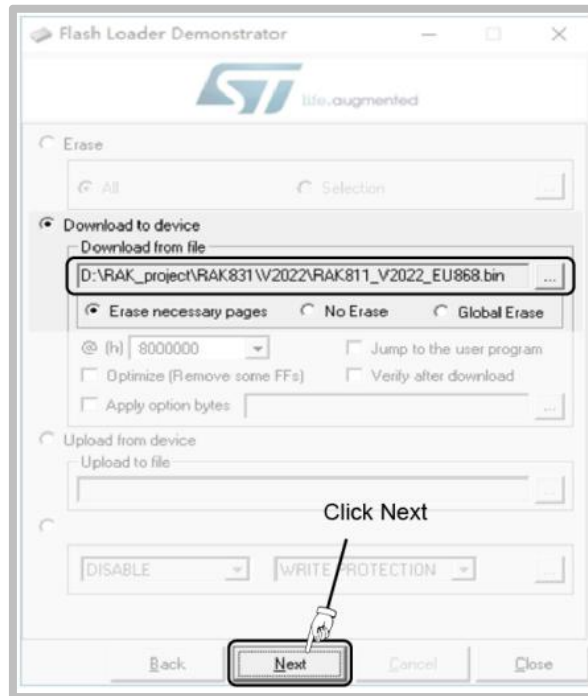 Flash Loader Demonstrator
ST
life.augmented
Erase
All Selection ...
Download to device
Download from file
D:\RAK_project\RAK831\V2022\RAK811_V2022_EU868.bin ...
Erase necessary pages No Erase Global Erase
@ (h) 8000000 Jump to the user program
Optimize (Remove some FFs) Verify after download
Apply option bytes ...
Upload from device
Upload to file
...
Click Next
DISABLE WRITE PROTECTION ...
Back Next Cancel Close